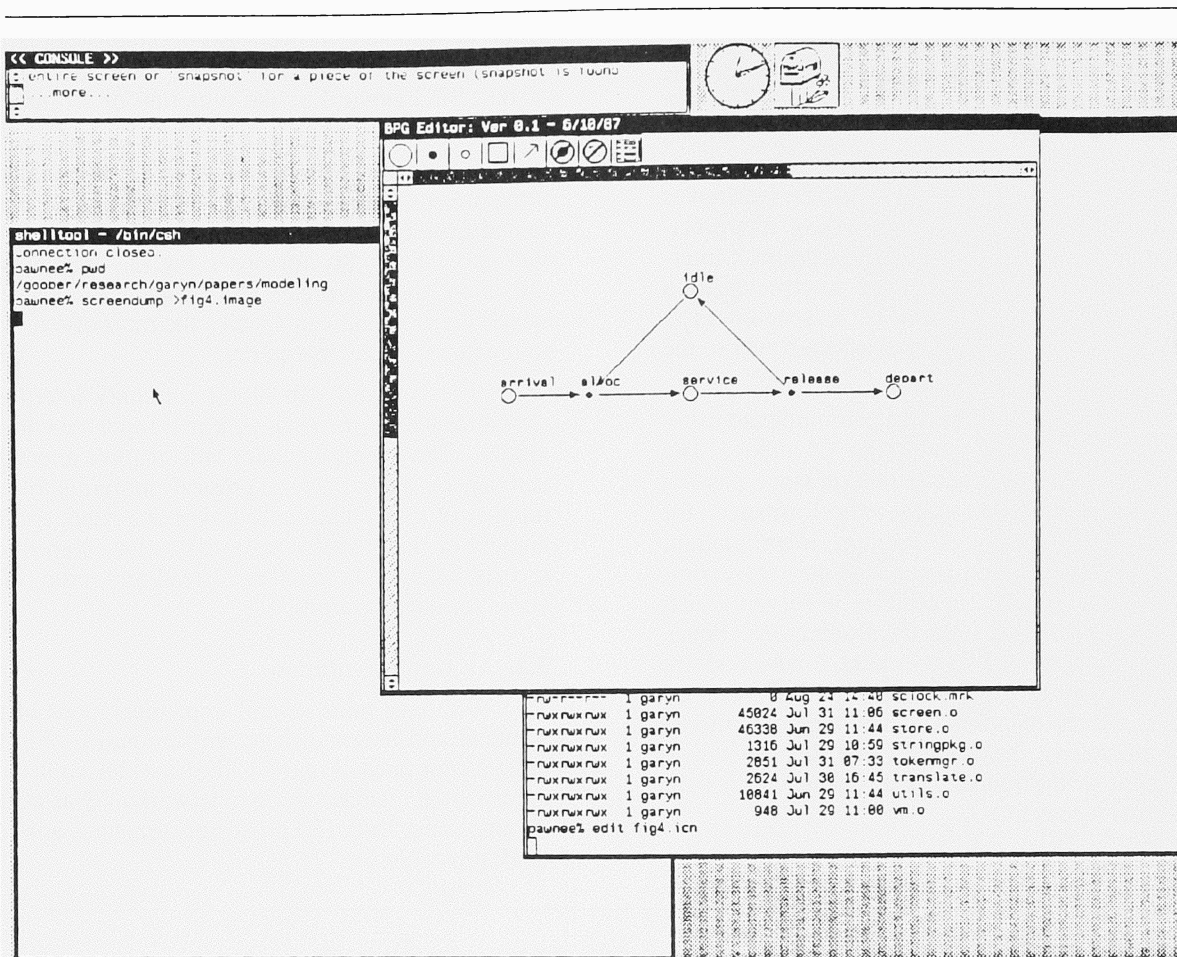 << CONSOLE >>
entire screen or 'snapshot' for a piece of the screen (snapshot is found
...more...
BPG Editor: Ver 0.1 - 6/10/87
shelltool - /bin/csh
connection closed.
pawnee% pwd
/goober/research/garyn/papers/modeling
pawnee% screendump >fig4.image
idle
arrival
alloc
service
release
depart
-rw-r--r-- 1 garyn 0 Aug 14:40
-rwxrwxrwx 1 garyn 45024 Jul 31 11:06 screen.o
-rwxrwxrwx 1 garyn 46338 Jun 29 11:44 store.o
-rwxrwxrwx 1 garyn 1316 Jul 29 10:59 stringpkg.o
-rwxrwxrwx 1 garyn 2851 Jul 31 07:33 tokenmgr.o
-rwxrwxrwx 1 garyn 2624 Jul 30 16:45 translate.o
-rwxrwxrwx 1 garyn 10841 Jun 29 11:44 utils.o
-rwxrwxrwx 1 garyn 948 Jul 29 11:00 vm.o
pawnee% edit fig4.icn